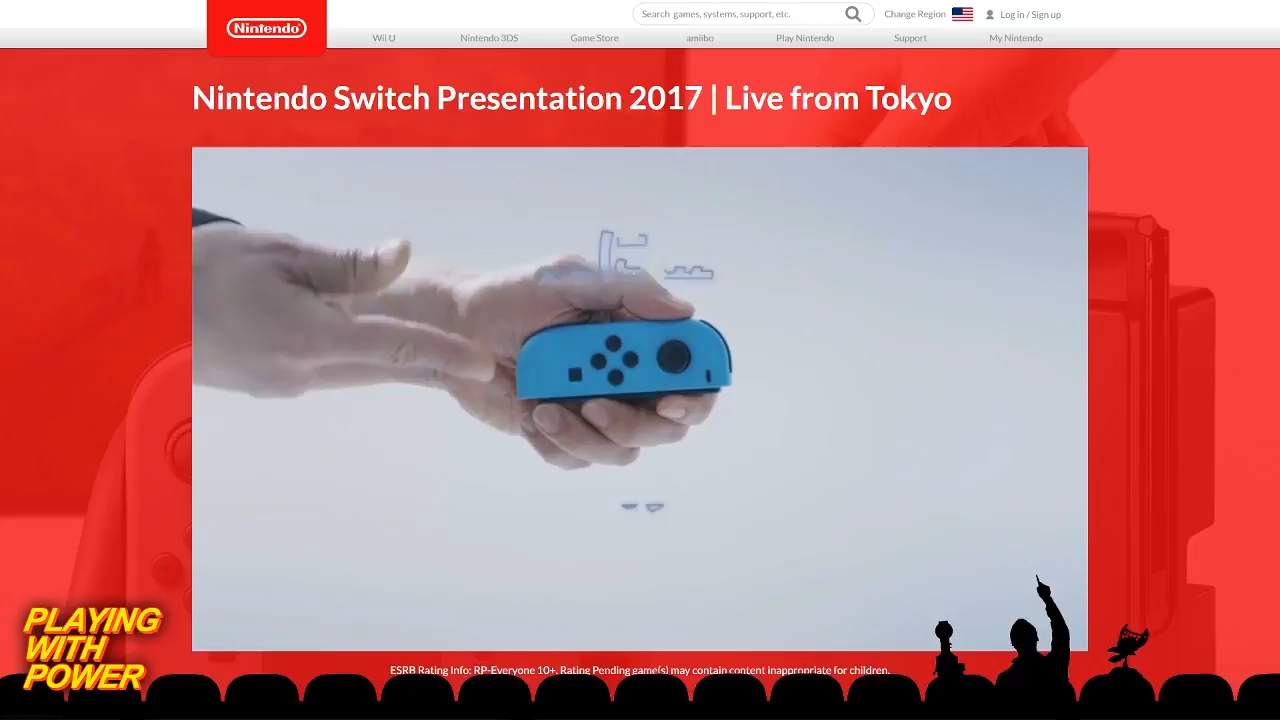 Nintendo
Search games, systems, support, etc.
Change Region
Log in / Sign up
Wii U
Nintendo 3DS
Game Store
amiibo
Play Nintendo
Support
My Nintendo
Nintendo Switch Presentation 2017 | Live from Tokyo
PLAYING
WITH
POWER
ESRB Rating Info: RP-Everyone 10+, Rating Pending game(s) may contain content inappropriate for children.